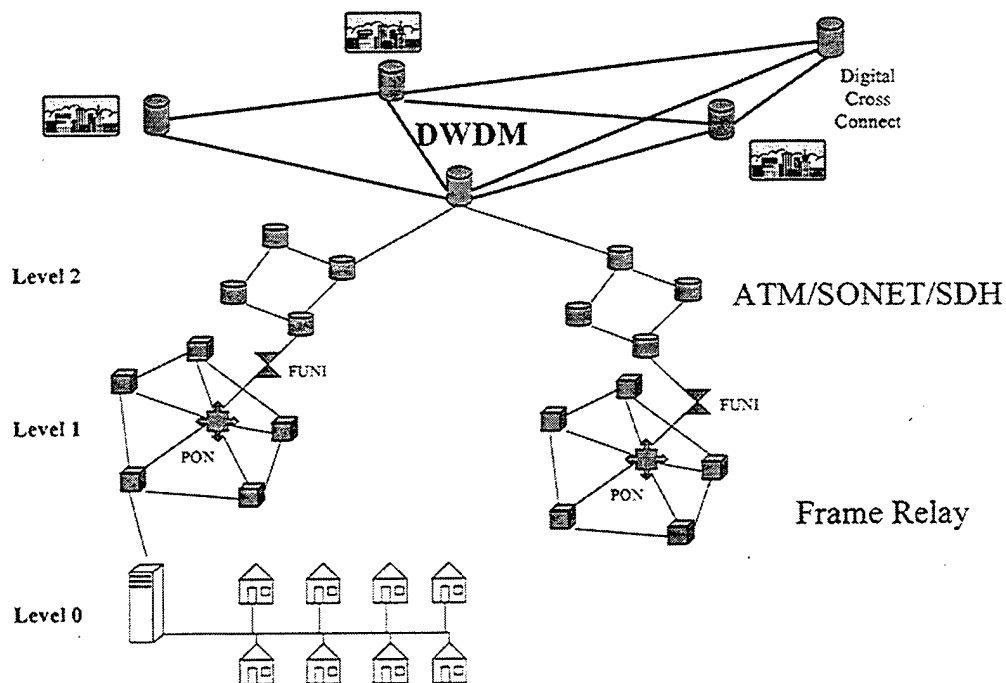 Digital
Cross
Connect
DWDM
Level 2
ATM/SONET/SDH
FUNI
FUNI
Level 1
PON
PON
Frame Relay
Level 0